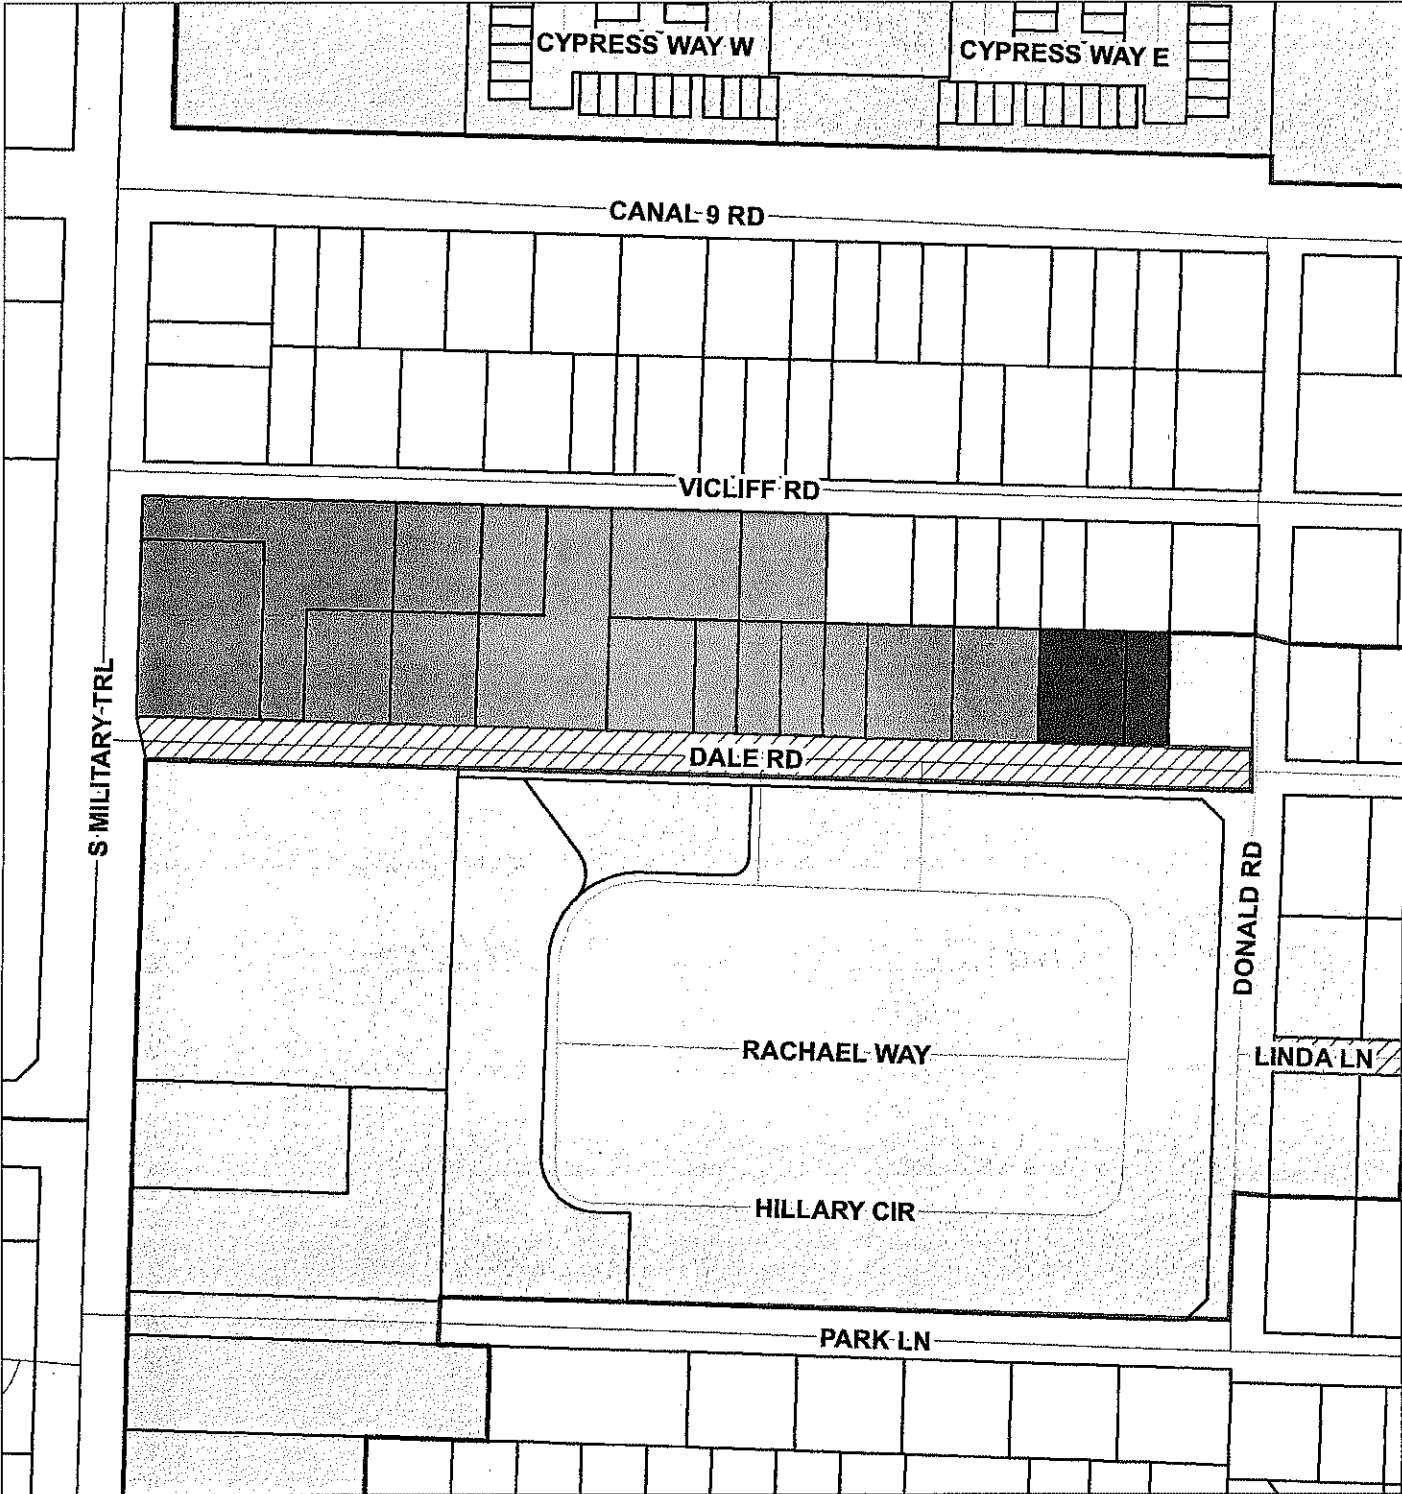 CYPRESS WAY W
CYPRESS WAY E
CANAL 9 RD
VICLIFF RD
S MILITARY TRL
DALE RD
DONALD RD
RACHAEL WAY
LINDA LN
HILLARY CIR
PARK LN